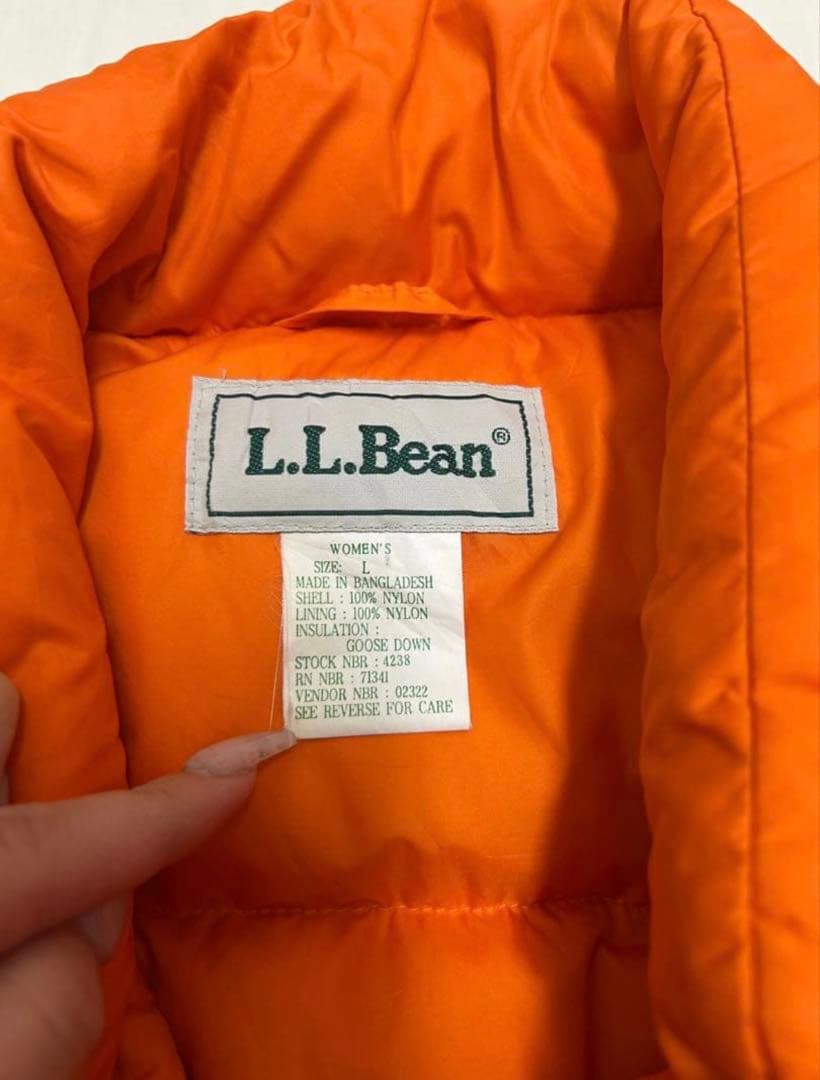 L.L.Bean®
WOMEN'S
SIZE: L
MADE IN BANGLADESH
SHELL : 100% NYLON
LINING : 100% NYLON
INSULATION :
GOOSE DOWN
STOCK NBR : 4238
RN NBR : 71341
VENDOR NBR : 02322
SEE REVERSE FOR CARE